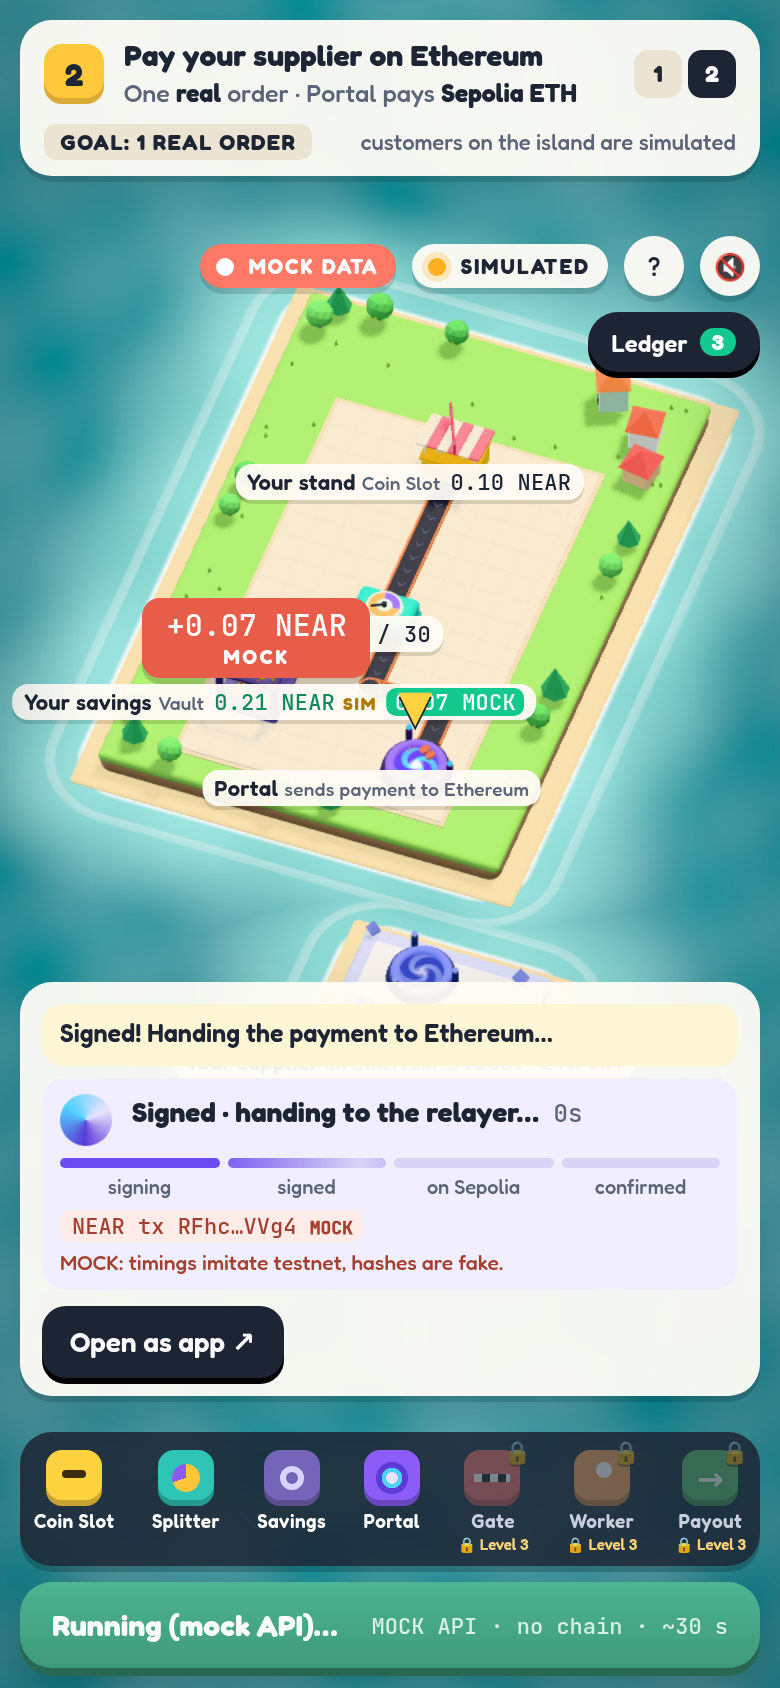 2
Pay your supplier on Ethereum
One real order · Portal pays Sepolia ETH
1 2
GOAL: 1 REAL ORDER
customers on the island are simulated
MOCK DATA
SIMULATED
?
Ledger 3
Your stand Coin Slot 0.10 NEAR
+0.07 NEAR
MOCK
/ 30
Your savings Vault 0.21 NEAR SIM 7 MOCK
Portal sends payment to Ethereum
Signed! Handing the payment to Ethereum...
Signed · handing to the relayer... 0s
signing signed on Sepolia confirmed
NEAR tx RFhc…VVg4 MOCK
MOCK: timings imitate testnet, hashes are fake.
Open as app ↗
Coin Slot Splitter Savings Portal Gate Worker Payout
Level 3 Level 3 Level 3
Running (mock API)... MOCK API · no chain · ~30 s